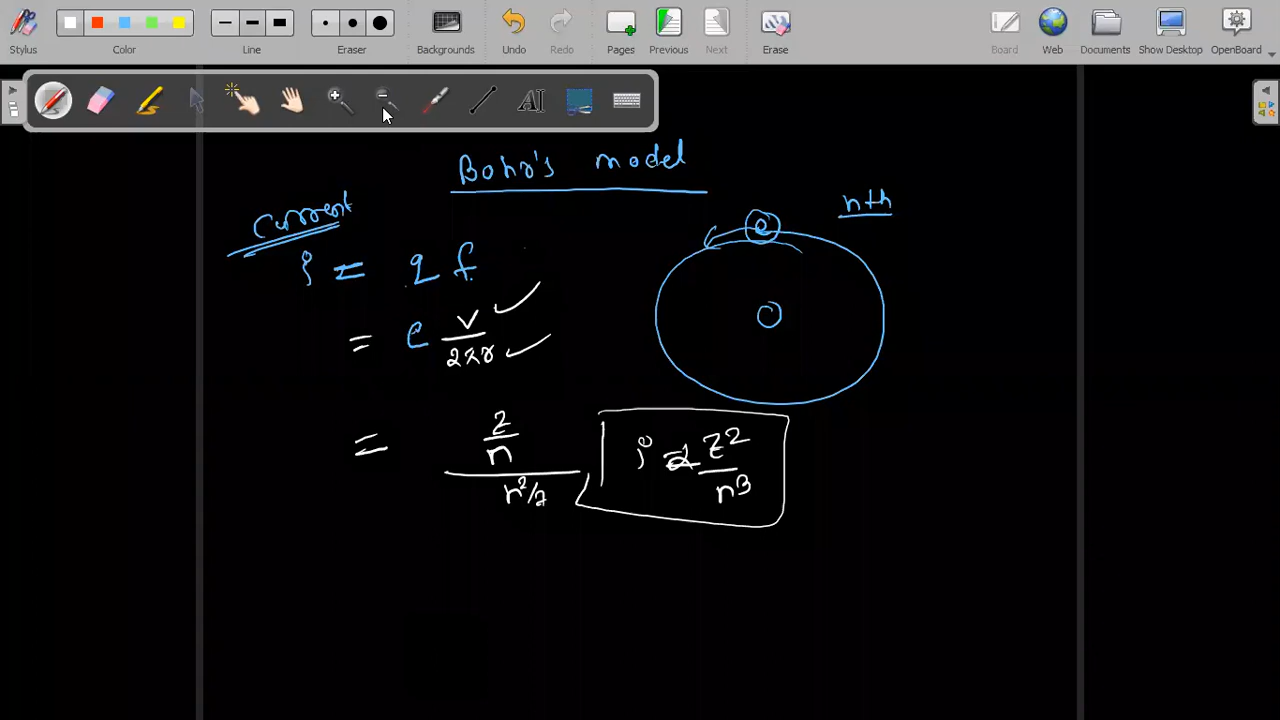 Stylus Color Line Eraser Backgrounds Undo Redo Pages Previous Next Erase Board Web Documents Show Desktop OpenBoard
Bohr's model
Current
nth
e
i = q f
= e v/2πr
= z/n / n²/z
i α Z²/n³